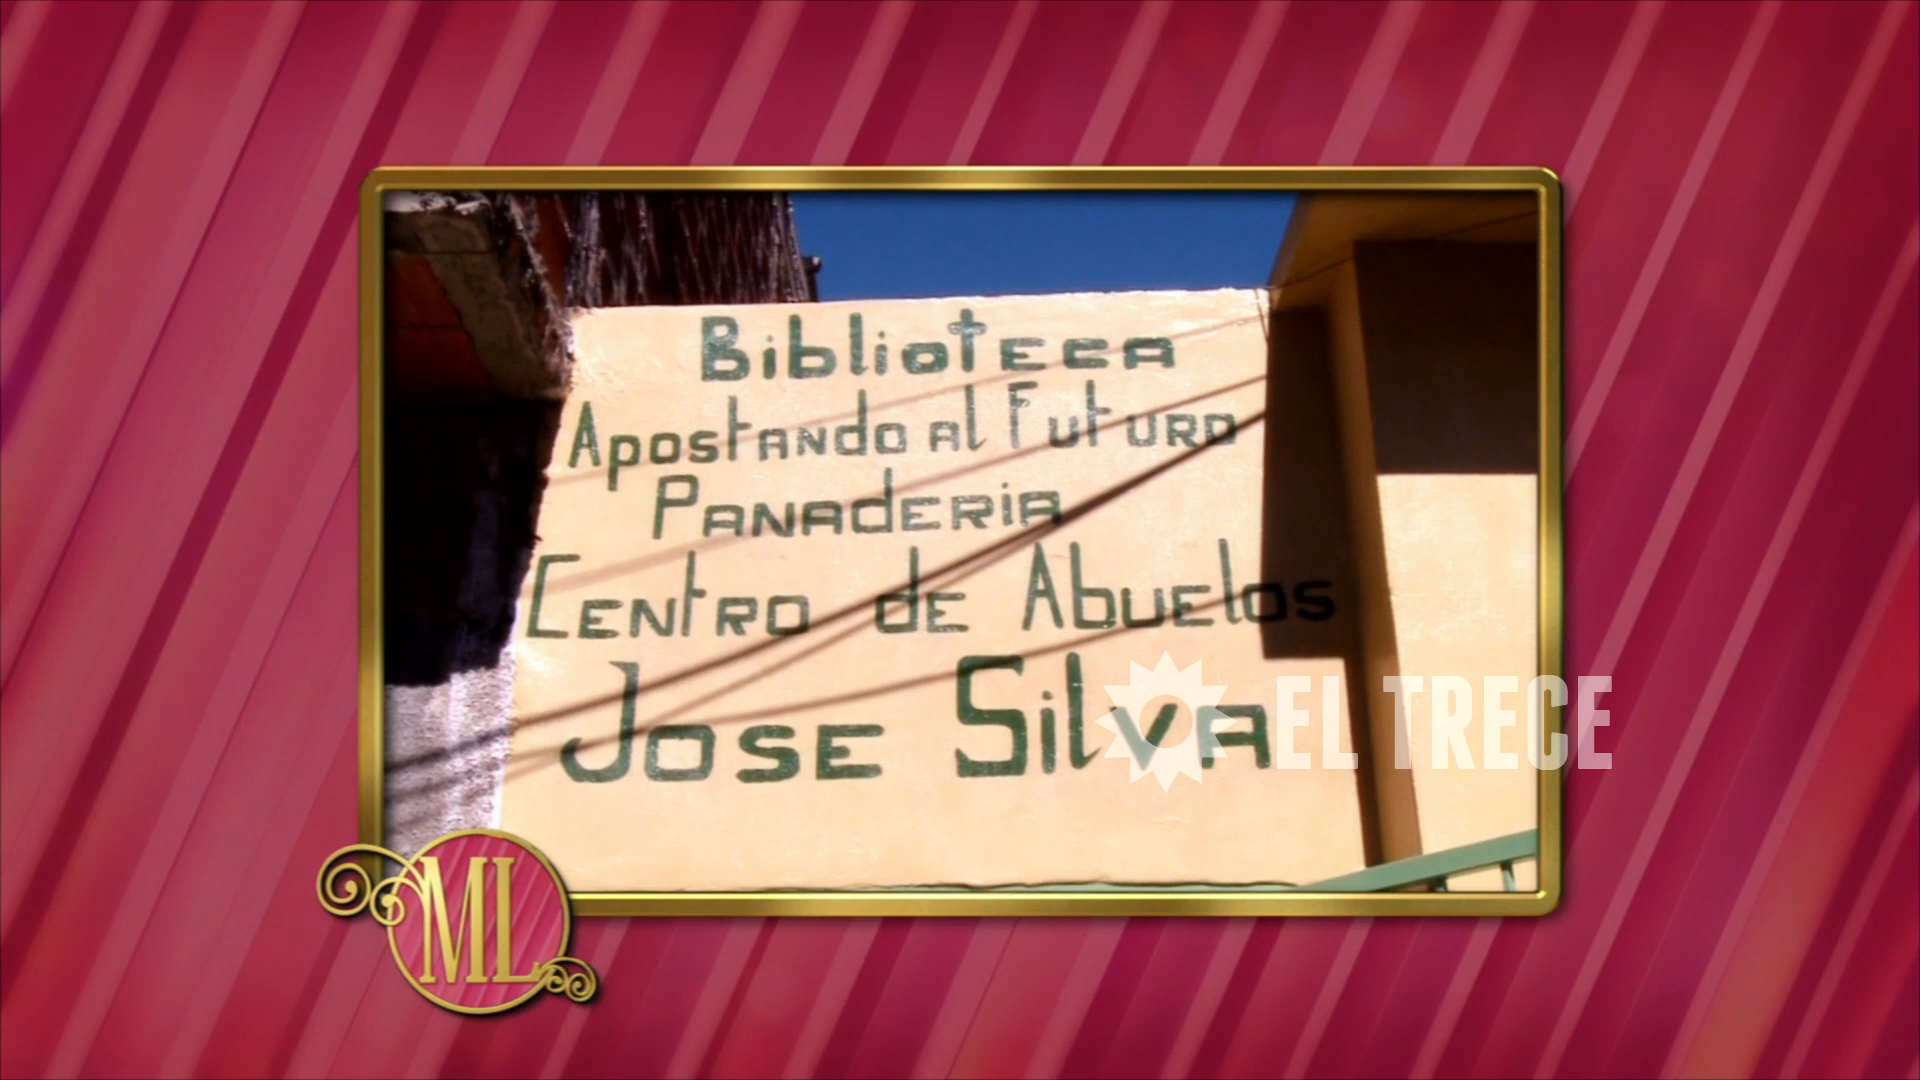 Biblioteca
Apostando al Futuro
Panaderia
Centro de Abuelos
Jose Silva
EL TRECE
ML